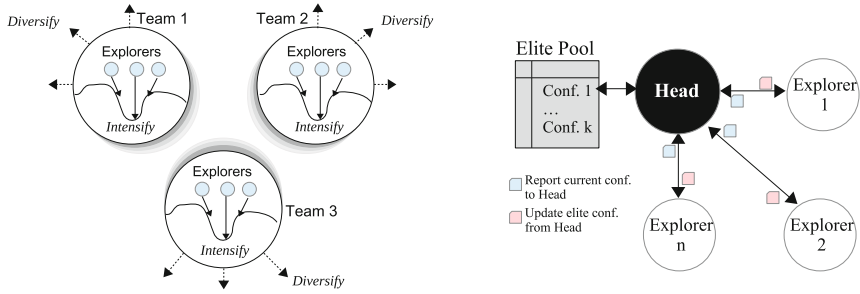 Diversify
Team 1
Explorers
Intensify
Team 2
Diversify
Explorers
Intensify
Explorers
Team 3
Intensify
Diversify
Elite Pool
Conf. 1
...
Conf. k
Head
Explorer
1
Report current conf.
to Head
Update elite conf.
from Head
Explorer
n
Explorer
2